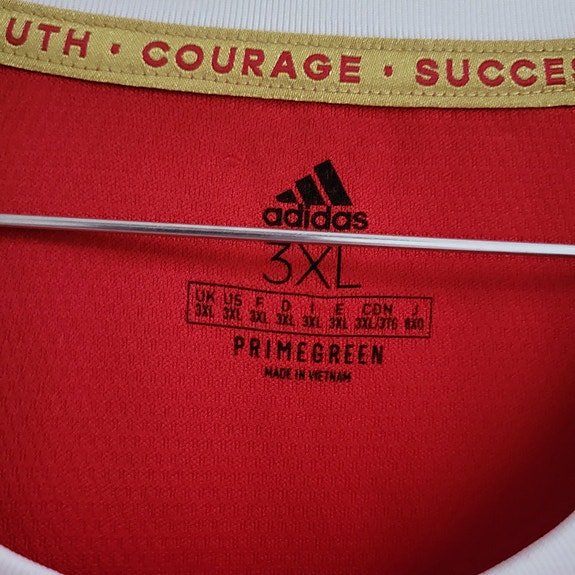 UTH • COURAGE • SUCCES
adidas
3XL
UK US F D I E CDN J
3XL 3XL 3XL 3XL 3XL 3XL 3XL/3TG 8XO
PRIMEGREEN
MADE IN VIETNAM